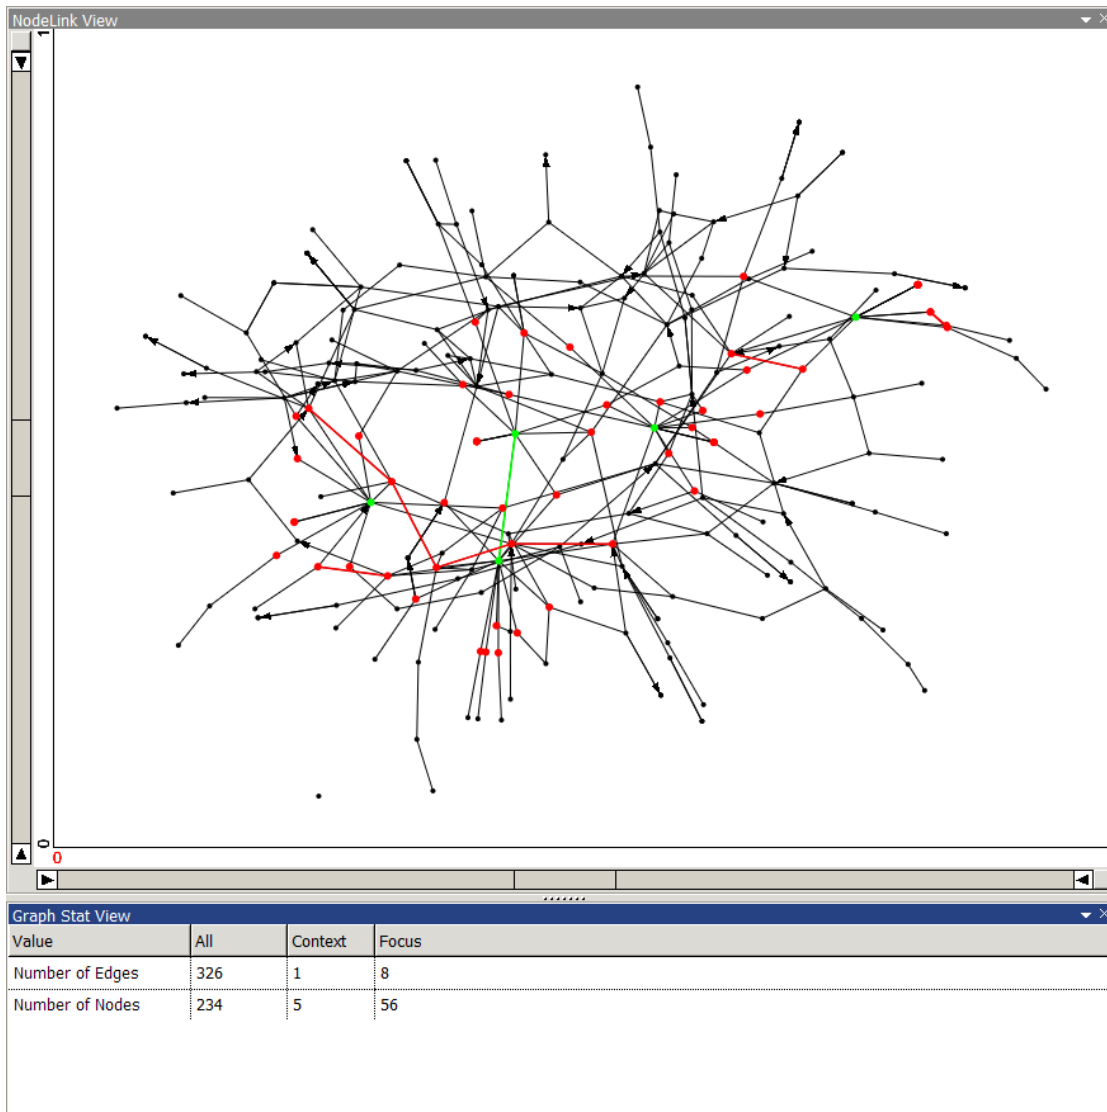 NodeLink View
1
0
0
Graph Stat View
Value All Context Focus
Number of Edges 326 1 8
Number of Nodes 234 5 56